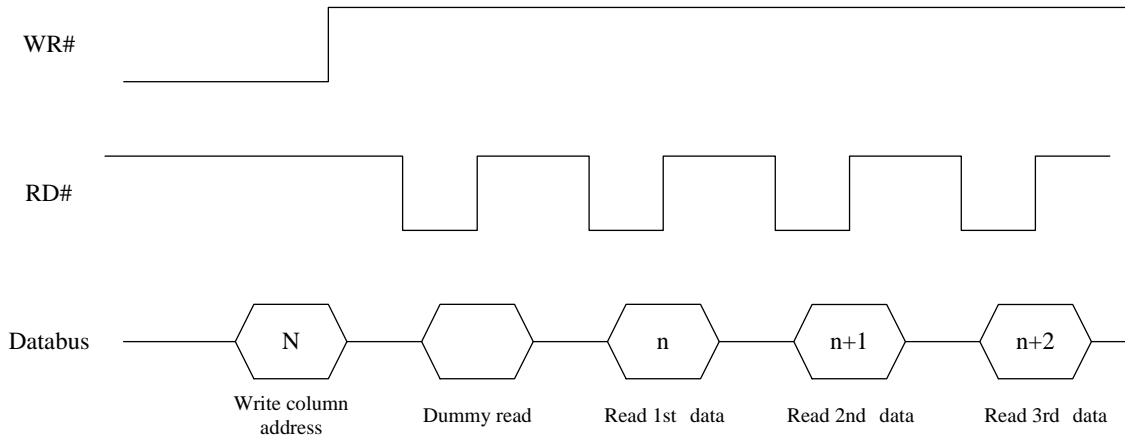 WR#
RD#
Databus
N
n
n+1
n+2
Write column
address
Dummy read
Read 1st data
Read 2nd data
Read 3rd data